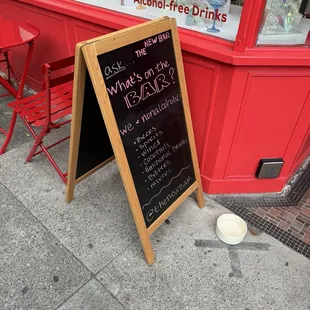 Alcohol-free
Drinks
THE NEW BAR
ask...
What's on the
BAR?
we ♥ nonalcoholic!
• Beers
• Spirits
• Wines
• Cocktails
• Functional Drinks
• Bitters
• Mixers
@thenewbar